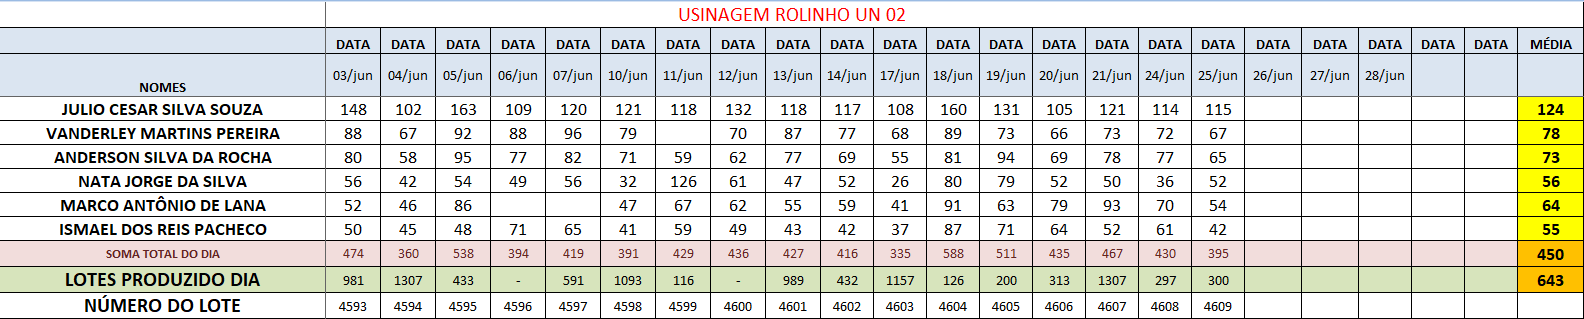 USINAGEM ROLINHO UN 02
DATA DATA DATA DATA DATA DATA DATA DATA DATA DATA DATA DATA DATA DATA DATA DATA DATA DATA DATA DATA DATA DATA MÉDIA
NOMES 03/jun 04/jun 05/jun 06/jun 07/jun 10/jun 11/jun 12/jun 13/jun 14/jun 17/jun 18/jun 19/jun 20/jun 21/jun 24/jun 25/jun 26/jun 27/jun 28/jun
JULIO CESAR SILVA SOUZA 148 102 163 109 120 121 118 132 118 117 108 160 131 105 121 114 115 124
VANDERLEY MARTINS PEREIRA 88 67 92 88 96 79 70 87 77 68 89 73 66 73 72 67 78
ANDERSON SILVA DA ROCHA 80 58 95 77 82 71 59 62 77 69 55 81 94 69 78 77 65 73
NATA JORGE DA SILVA 56 42 54 49 56 32 126 61 47 52 26 80 79 52 50 36 52 56
MARCO ANTÔNIO DE LANA 52 46 86 47 67 62 55 59 41 91 63 79 93 70 54 64
ISMAEL DOS REIS PACHECO 50 45 48 71 65 41 59 49 43 42 37 87 71 64 52 61 42 55
SOMA TOTAL DO DIA 474 360 538 394 419 391 429 436 427 416 335 588 511 435 467 430 395 450
LOTES PRODUZIDO DIA 981 1307 433 - 591 1093 116 - 989 432 1157 126 200 313 1307 297 300 643
NÚMERO DO LOTE 4593 4594 4595 4596 4597 4598 4599 4600 4601 4602 4603 4604 4605 4606 4607 4608 4609